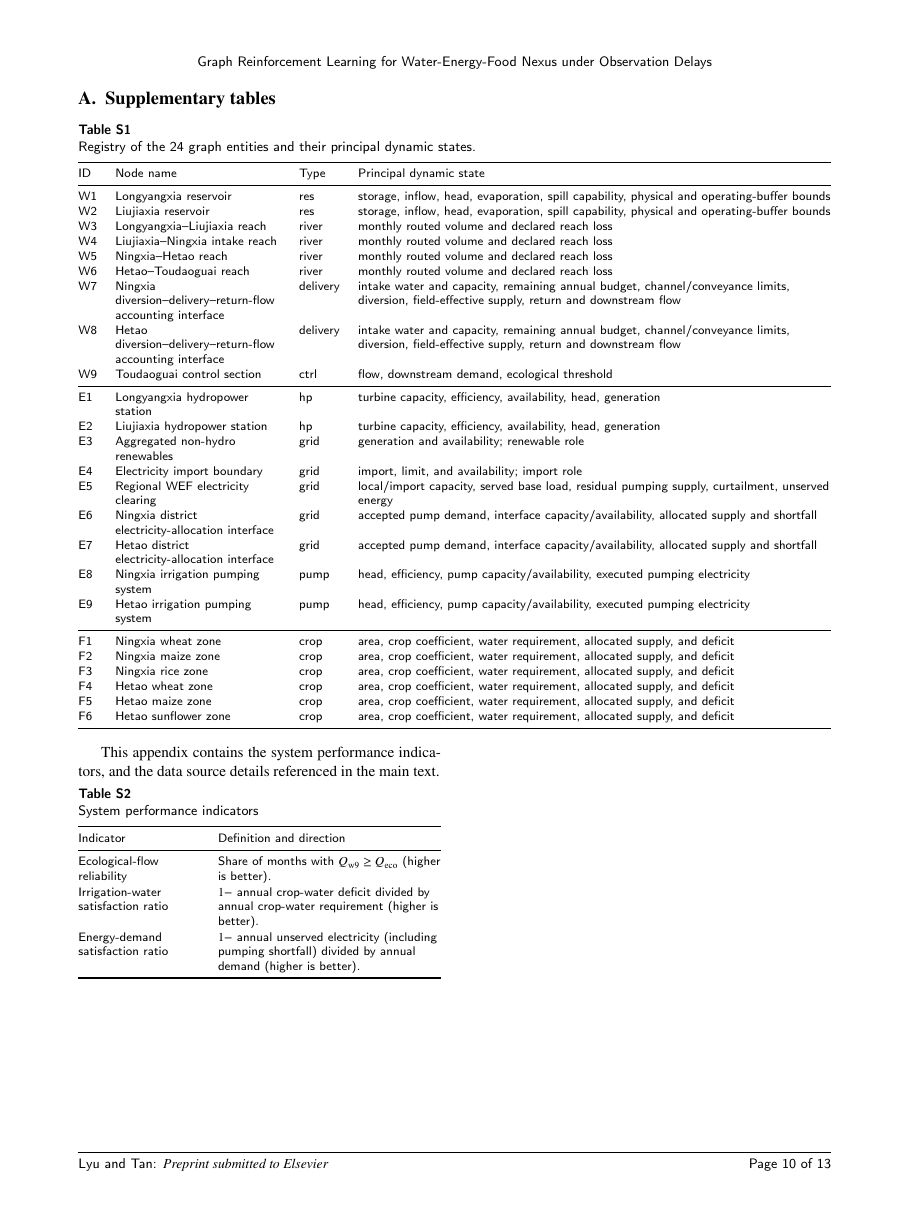 Graph Reinforcement Learning for Water-Energy-Food Nexus under Observation Delays
A. Supplementary tables
Table S1
Registry of the 24 graph entities and their principal dynamic states.
ID Node name Type Principal dynamic state
W1 Longyangxia reservoir res storage, inflow, head, evaporation, spill capability, physical and operating-buffer bounds
W2 Liujiaxia reservoir res storage, inflow, head, evaporation, spill capability, physical and operating-buffer bounds
W3 Longyangxia–Liujiaxia reach river monthly routed volume and declared reach loss
W4 Liujiaxia–Ningxia intake reach river monthly routed volume and declared reach loss
W5 Ningxia–Hetao reach river monthly routed volume and declared reach loss
W6 Hetao–Toudaoguai reach river monthly routed volume and declared reach loss
W7 Ningxia delivery intake water and capacity, remaining annual budget, channel/conveyance limits,
diversion–delivery–return-flow diversion, field-effective supply, return and downstream flow
accounting interface
W8 Hetao delivery intake water and capacity, remaining annual budget, channel/conveyance limits,
diversion–delivery–return-flow diversion, field-effective supply, return and downstream flow
accounting interface
W9 Toudaoguai control section ctrl flow, downstream demand, ecological threshold
E1 Longyangxia hydropower hp turbine capacity, efficiency, availability, head, generation
station
E2 Liujiaxia hydropower station hp turbine capacity, efficiency, availability, head, generation
E3 Aggregated non-hydro grid generation and availability; renewable role
renewables
E4 Electricity import boundary grid import, limit, and availability; import role
E5 Regional WEF electricity grid local/import capacity, served base load, residual pumping supply, curtailment, unserved
clearing energy
E6 Ningxia district grid accepted pump demand, interface capacity/availability, allocated supply and shortfall
electricity-allocation interface
E7 Hetao district grid accepted pump demand, interface capacity/availability, allocated supply and shortfall
electricity-allocation interface
E8 Ningxia irrigation pumping pump head, efficiency, pump capacity/availability, executed pumping electricity
system
E9 Hetao irrigation pumping pump head, efficiency, pump capacity/availability, executed pumping electricity
system
F1 Ningxia wheat zone crop area, crop coefficient, water requirement, allocated supply, and deficit
F2 Ningxia maize zone crop area, crop coefficient, water requirement, allocated supply, and deficit
F3 Ningxia rice zone crop area, crop coefficient, water requirement, allocated supply, and deficit
F4 Hetao wheat zone crop area, crop coefficient, water requirement, allocated supply, and deficit
F5 Hetao maize zone crop area, crop coefficient, water requirement, allocated supply, and deficit
F6 Hetao sunflower zone crop area, crop coefficient, water requirement, allocated supply, and deficit
This appendix contains the system performance indica-
tors, and the data source details referenced in the main text.
Table S2
System performance indicators
Indicator Definition and direction
Ecological-flow Share of months with Q_w9 ≥ Q_eco (higher
reliability is better).
Irrigation-water 1− annual crop-water deficit divided by
satisfaction ratio annual crop-water requirement (higher is
better).
Energy-demand 1− annual unserved electricity (including
satisfaction ratio pumping shortfall) divided by annual
demand (higher is better).
Lyu and Tan: Preprint submitted to Elsevier Page 10 of 13